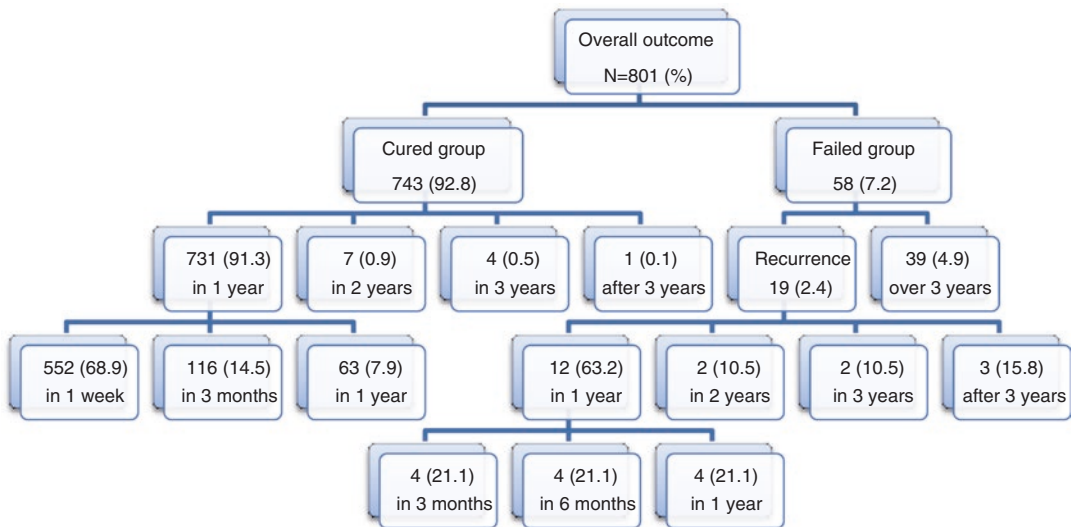 Overall outcome
N=801 (%)
Cured group
743 (92.8)
Failed group
58 (7.2)
731 (91.3)
in 1 year
7 (0.9)
in 2 years
4 (0.5)
in 3 years
1 (0.1)
after 3 years
Recurrence
19 (2.4)
39 (4.9)
over 3 years
552 (68.9)
in 1 week
116 (14.5)
in 3 months
63 (7.9)
in 1 year
12 (63.2)
in 1 year
2 (10.5)
in 2 years
2 (10.5)
in 3 years
3 (15.8)
after 3 years
4 (21.1)
in 3 months
4 (21.1)
in 6 months
4 (21.1)
in 1 year